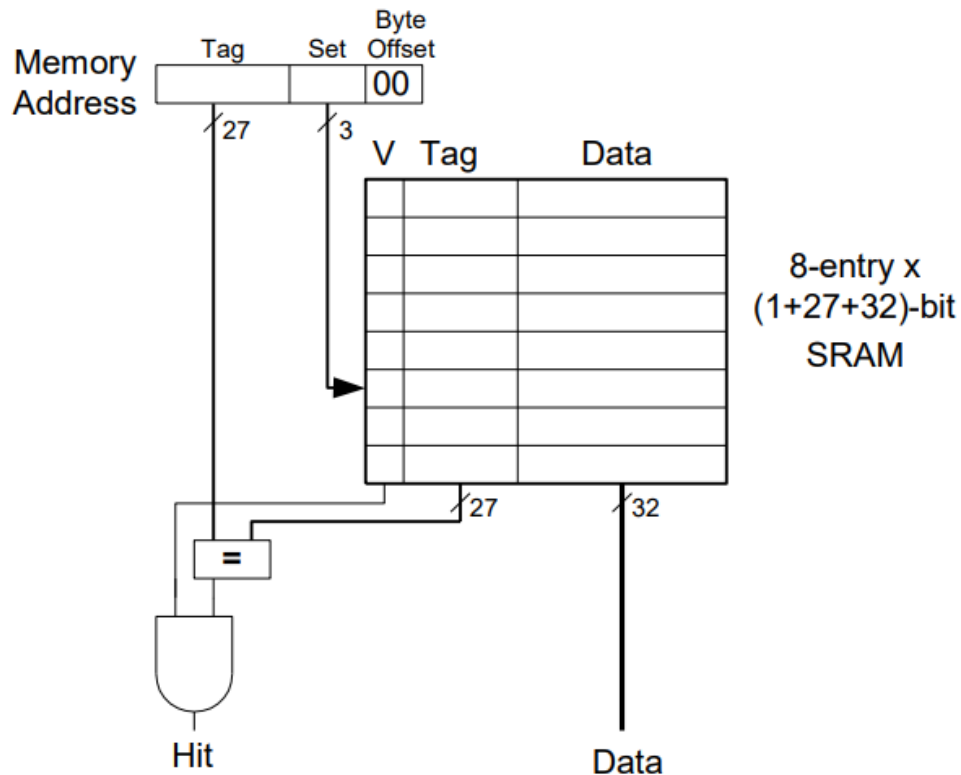 Byte
Tag Set Offset
Memory
Address
00
27 3
V Tag Data
8-entry x
(1+27+32)-bit
SRAM
27 32
=
Hit Data